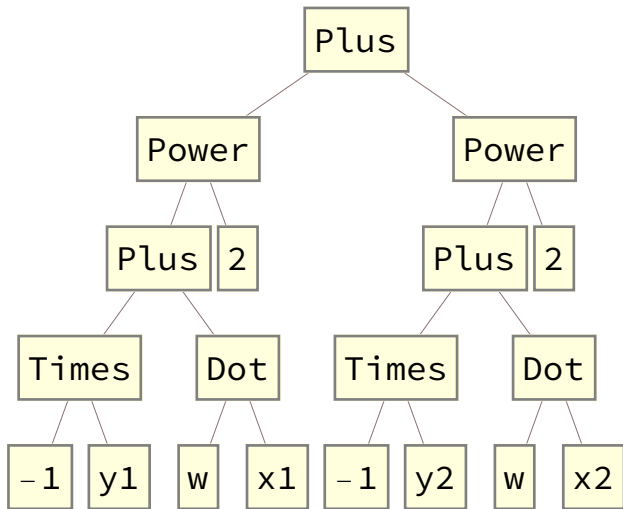 Plus
Power Power
Plus 2 Plus 2
Times Dot Times Dot
−1 y1 w x1 −1 y2 w x2